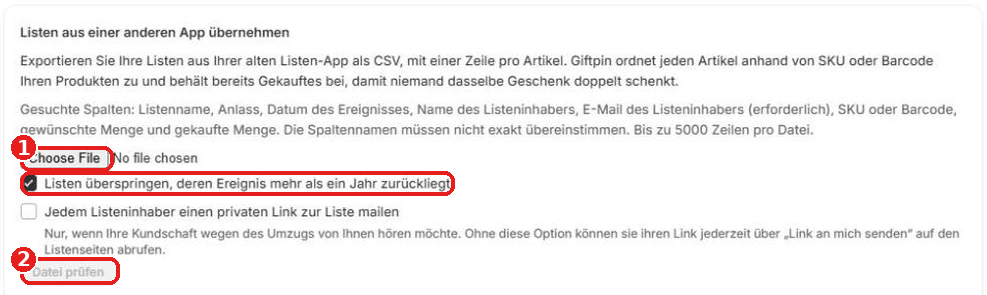 Listen aus einer anderen App übernehmen
Exportieren Sie Ihre Listen aus Ihrer alten Listen-App als CSV, mit einer Zeile pro Artikel. Giftpin ordnet jeden Artikel anhand von SKU oder Barcode
Ihren Produkten zu und behält bereits Gekauftes bei, damit niemand dasselbe Geschenk doppelt schenkt.
Gesuchte Spalten: Listenname, Anlass, Datum des Ereignisses, Name des Listeninhabers, E-Mail des Listeninhabers (erforderlich), SKU oder Barcode,
gewünschte Menge und gekaufte Menge. Die Spaltennamen müssen nicht exakt übereinstimmen. Bis zu 5000 Zeilen pro Datei.
1
Choose File No file chosen
Listen überspringen, deren Ereignis mehr als ein Jahr zurückliegt
Jedem Listeninhaber einen privaten Link zur Liste mailen
Nur, wenn Ihre Kundschaft wegen des Umzugs von Ihnen hören möchte. Ohne diese Option können sie ihren Link jederzeit über „Link an mich senden“ auf den
Listenseiten abrufen.
2
Datei prüfen